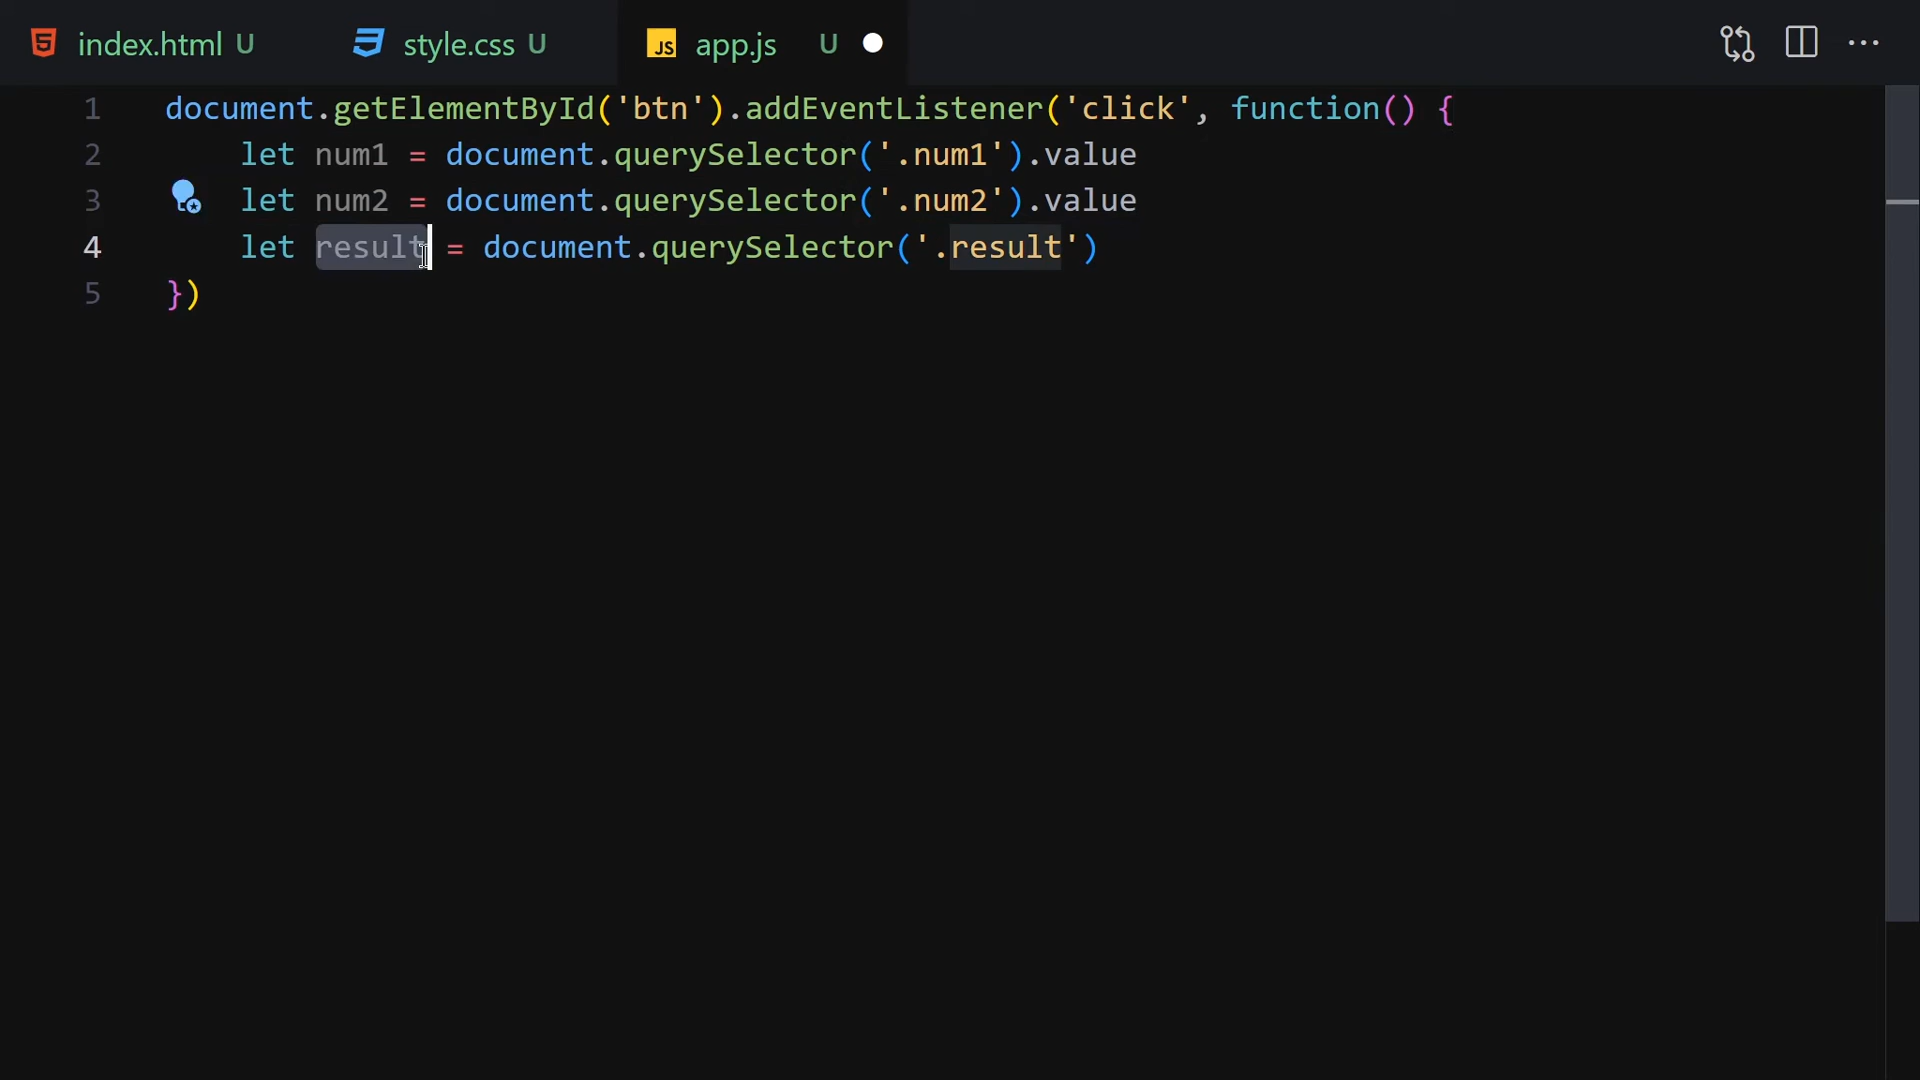 index.html U style.css U JS app.js U
1 document.getElementById('btn').addEventListener('click', function() {
2 let num1 = document.querySelector('.num1').value
3 let num2 = document.querySelector('.num2').value
4 let result = document.querySelector('.result')
5 })